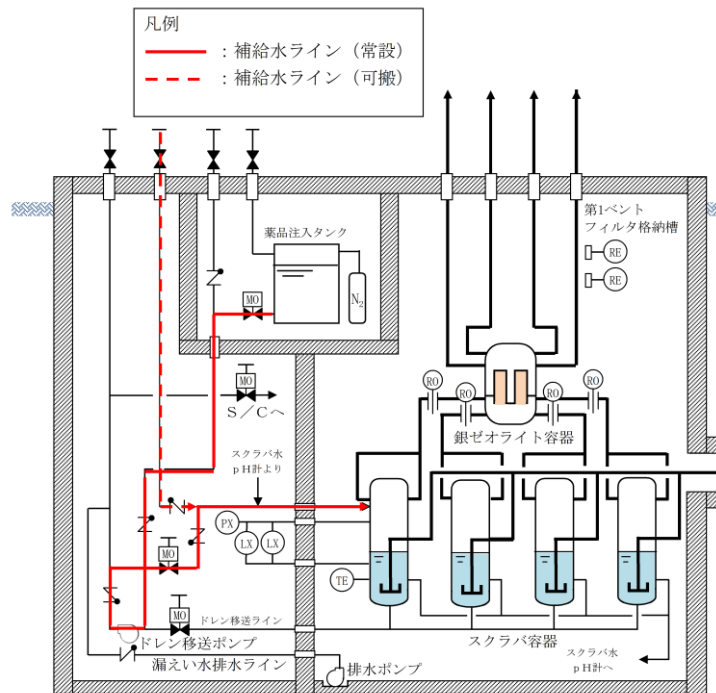 凡例
：補給水ライン（常設）
：補給水ライン（可搬）
第1ベント
フィルタ格納槽
RE
RE
薬品注入タンク
N2
MO
MO
S／Cへ
RO
RO
RO
RO
銀ゼオライト容器
スクラバ水
pH計より
PX
LX
LX
MO
TE
MO
ドレン移送ライン
ドレン移送ポンプ
漏えい水排水ライン
排水ポンプ
スクラバ容器
スクラバ水
pH計へ